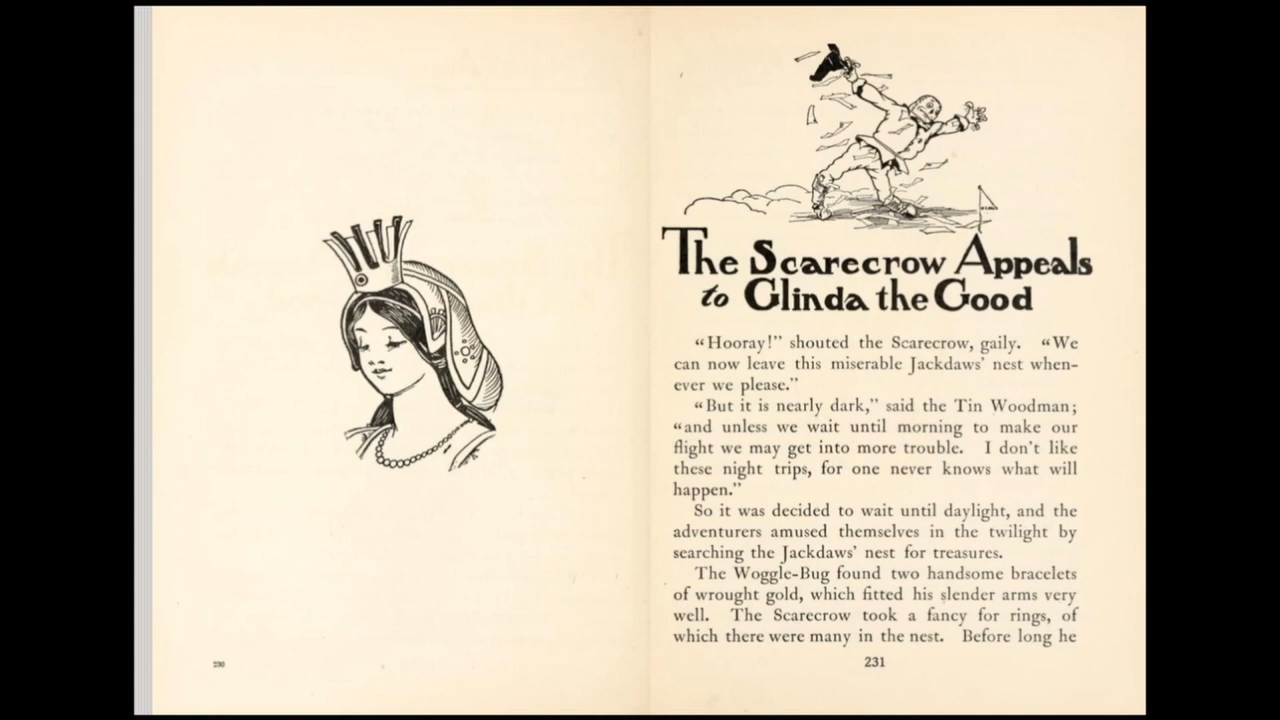 The Scarecrow Appeals
to Glinda the Good
“Hooray!” shouted the Scarecrow, gaily. “We
can now leave this miserable Jackdaws’ nest when-
ever we please.”
“But it is nearly dark,” said the Tin Woodman;
“and unless we wait until morning to make our
flight we may get into more trouble. I don’t like
these night trips, for one never knows what will
happen.”
So it was decided to wait until daylight, and the
adventurers amused themselves in the twilight by
searching the Jackdaws’ nest for treasures.
The Woggle-Bug found two handsome bracelets
of wrought gold, which fitted his slender arms very
well. The Scarecrow took a fancy for rings, of
which there were many in the nest. Before long he
230
231